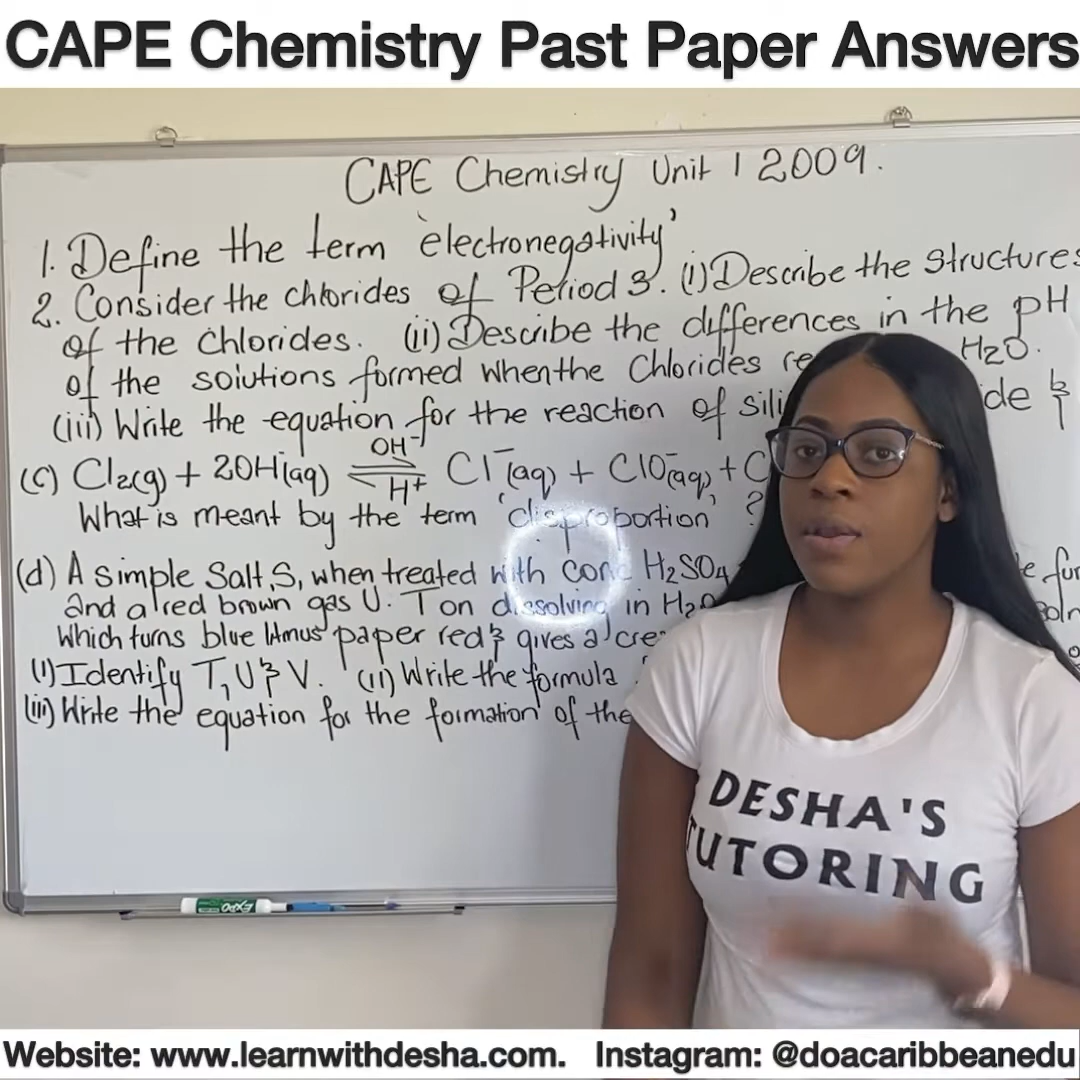 CAPE Chemistry Past Paper Answers
CAPE Chemistry Unit 1 2009.
1. Define the term 'electronegativity'
2. Consider the chlorides of Period 3. (i) Describe the structures
of the chlorides. (ii) Describe the differences in the pH
of the solutions formed when the Chlorides re H2O.
(iii) Write the equation for the reaction of sili de &
(c) Cl2(g) + 2OH-(aq) ⇌ Cl-(aq) + ClO-(aq) + C
OH-
H+
What is meant by the term 'disproportion' ?
(d) A simple salt, S, when treated with conc H2SO4 e fu
and a red brown gas U. T on dissolving in H2O soln
Which turns blue litmus paper red & gives a cre
(i) Identify T, U & V. (ii) Write the formula
(iii) Write the equation for the formation of the
EXPO
DESHA'S
TUTORING
Website: www.learnwithdesha.com. Instagram: @doacaribbeanedu